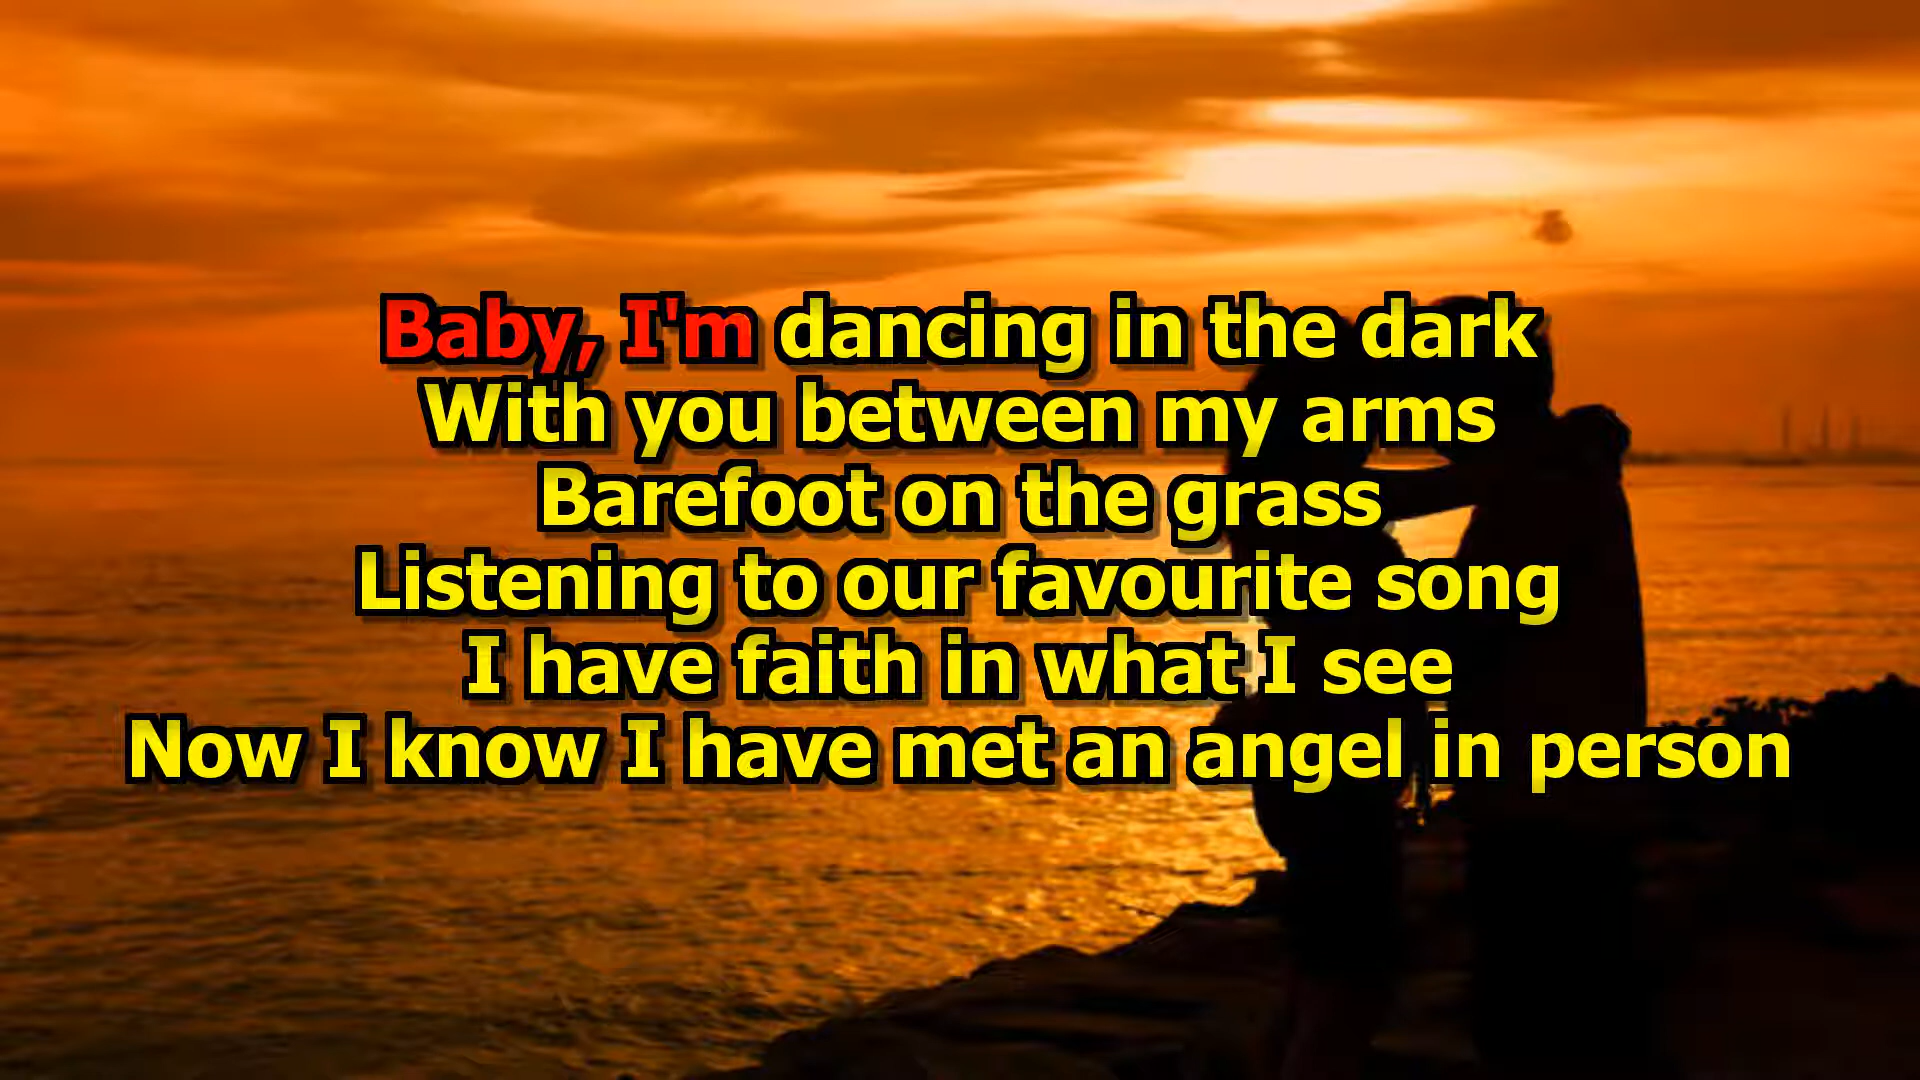 Baby, I'm dancing in the dark
With you between my arms
Barefoot on the grass
Listening to our favourite song
I have faith in what I see
Now I know I have met an angel in person